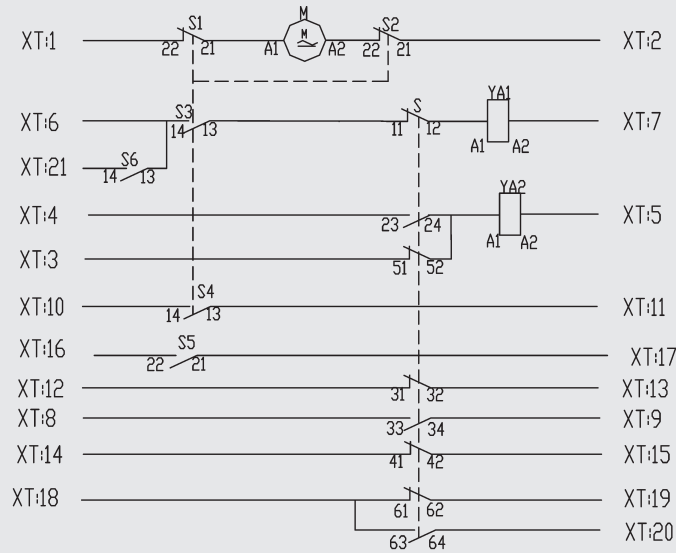 M
S1 S2
XT:1 22 21 A1 M A2 22 21 XT:2
S3 S YA1
XT:6 14 13 11 12 XT:7
A1 A2
S6
XT:21 14 13
YA2
XT:4 23 24 XT:5
A1 A2
XT:3 51 52
S4
XT:10 14 13 XT:11
S5
XT:16 22 21 XT:17
XT:12 31 32 XT:13
XT:8 33 34 XT:9
XT:14 41 42 XT:15
XT:18 61 62 XT:19
63 64 XT:20